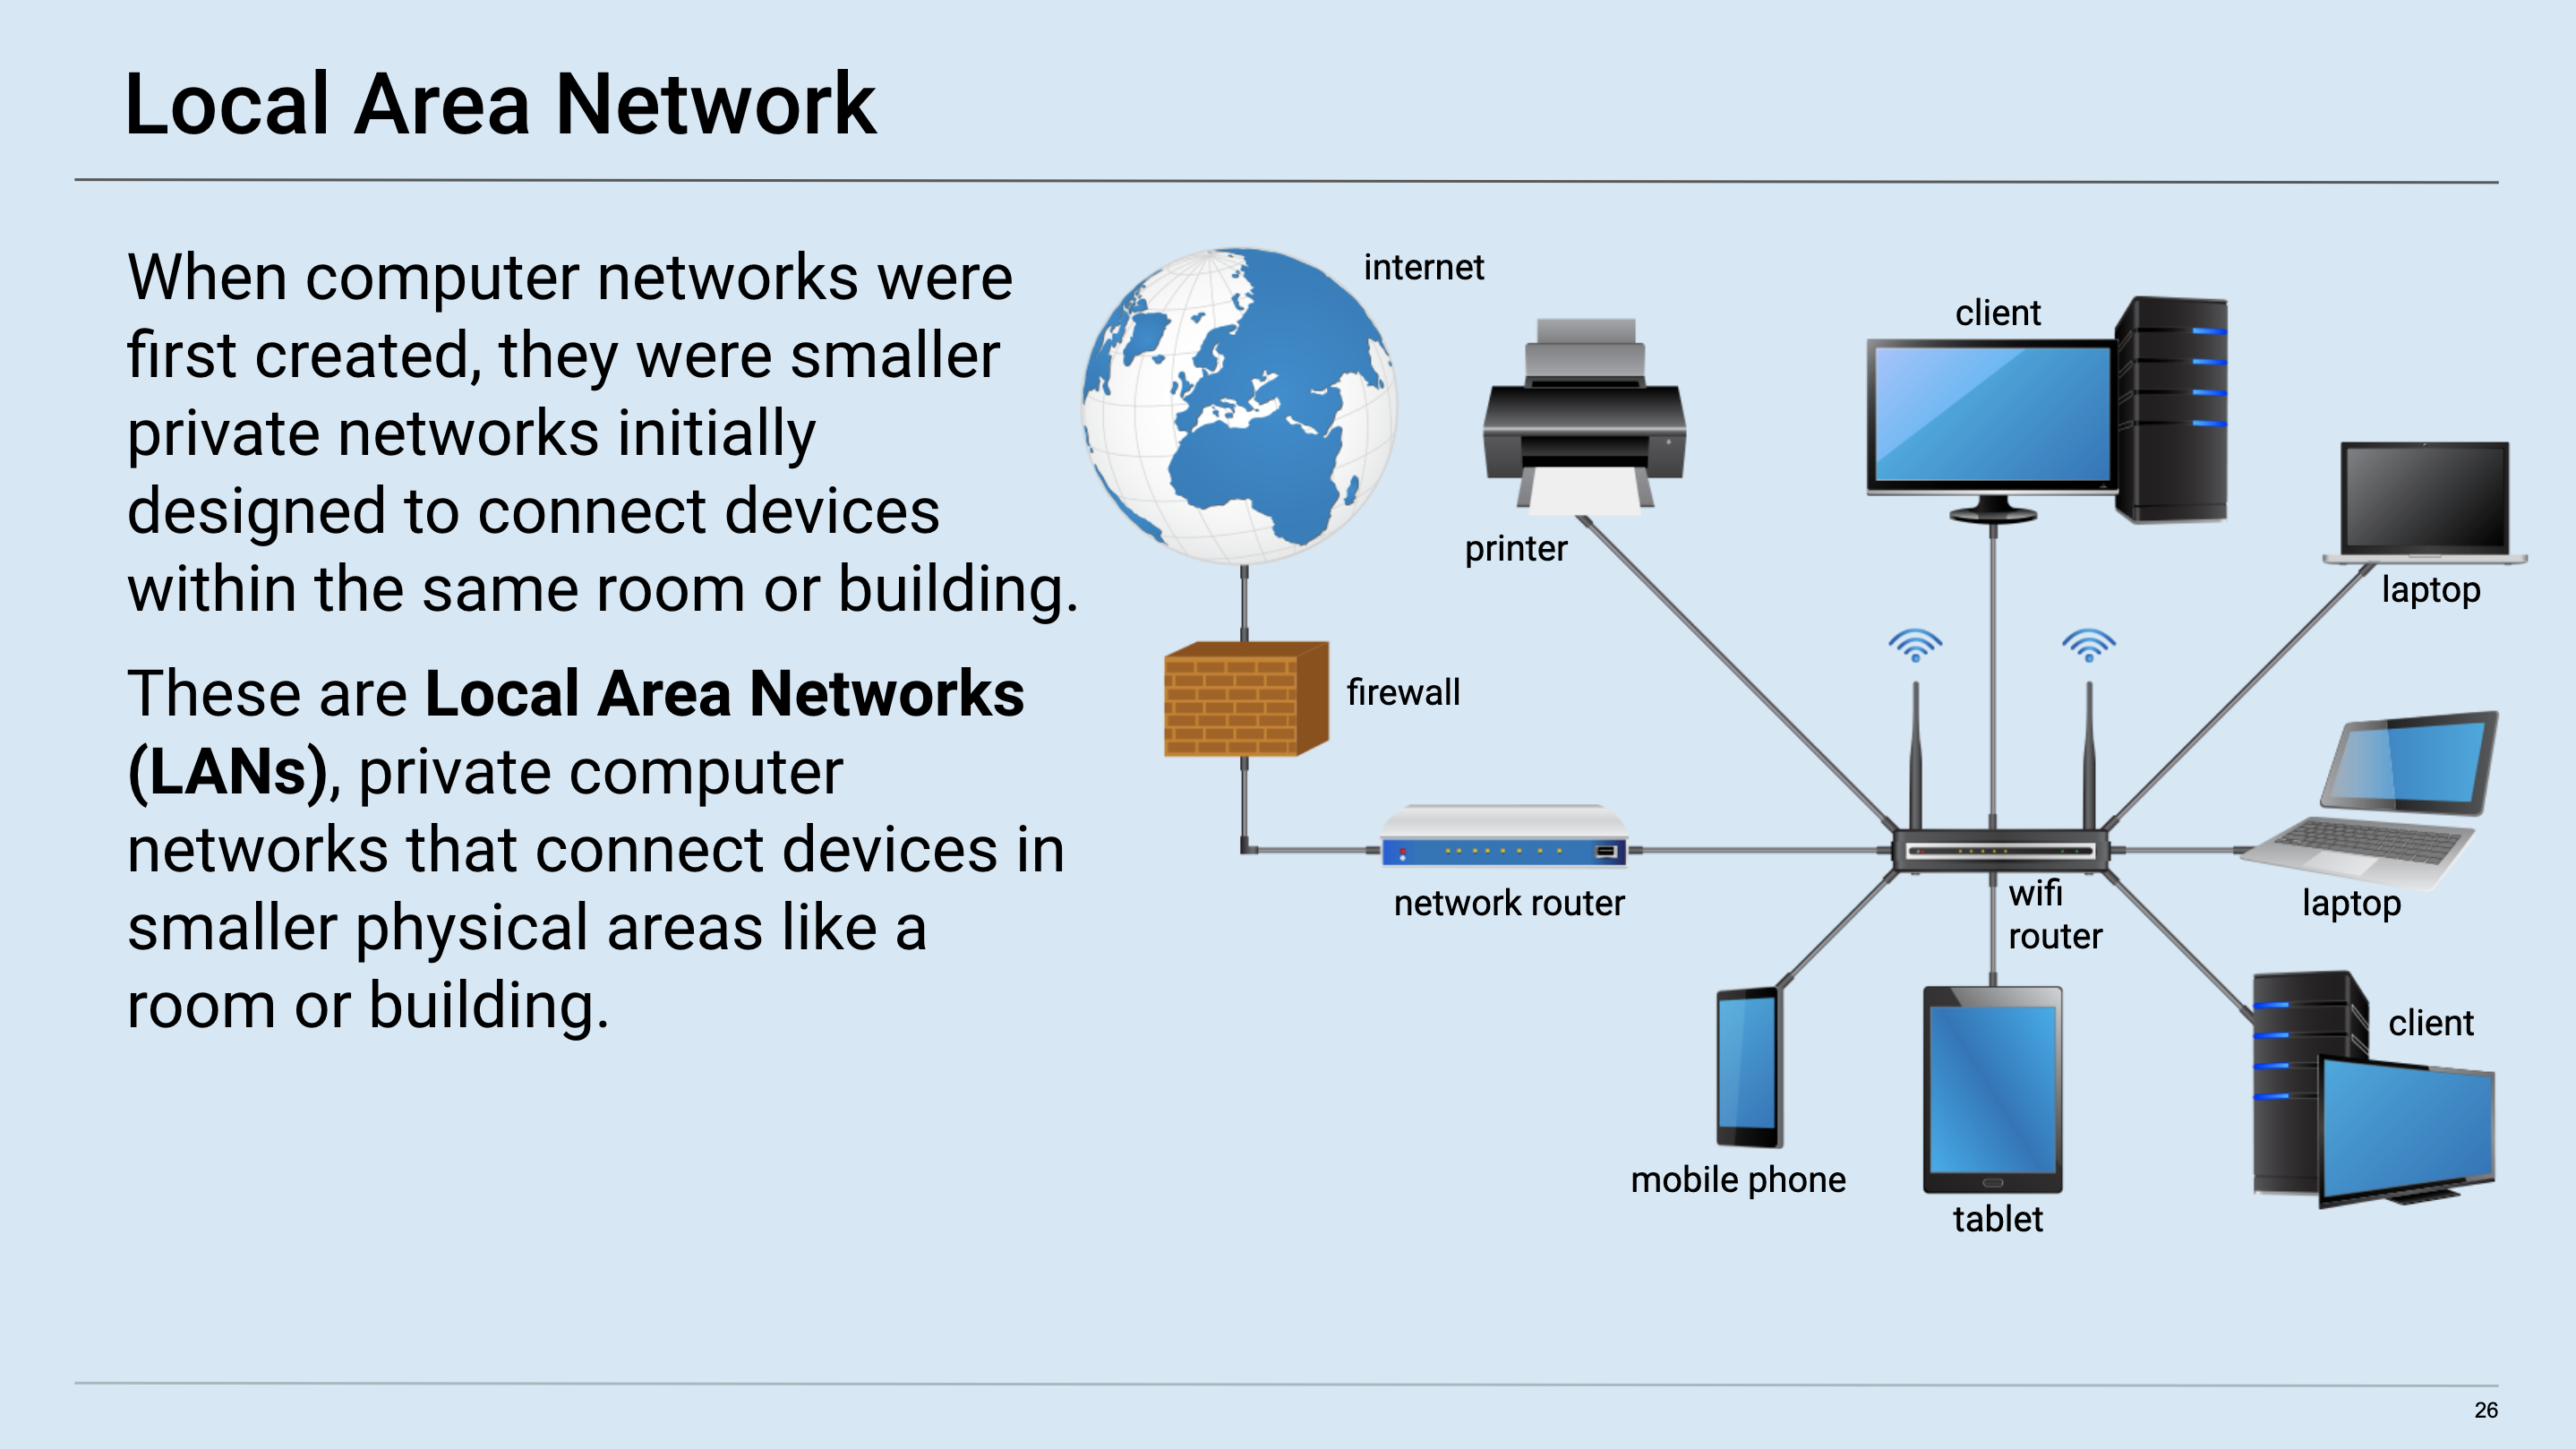 Local Area Network
When computer networks were
first created, they were smaller
private networks initially
designed to connect devices
within the same room or building.
These are Local Area Networks
(LANs), private computer
networks that connect devices in
smaller physical areas like a
room or building.
internet
printer
client
laptop
firewall
network router
wifi
router
laptop
mobile phone
tablet
client
26